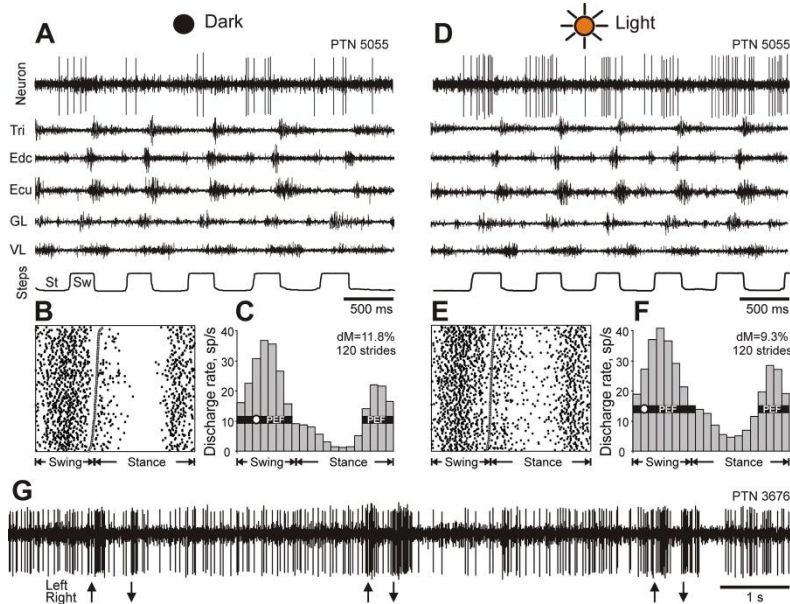 Dark
Light
A
PTN 5055
D
PTN 5055
Neuron
Tri
Edc
Ecu
GL
VL
Steps
St
Sw
500 ms
500 ms
B
C
dM=11.8%
120 strides
Discharge rate, sp/s
40
30
20
10
0
PEF
PEF
Swing
Stance
Swing
Stance
E
F
dM=9.3%
120 strides
Discharge rate, sp/s
40
30
20
10
0
PEF
PEF
Swing
Stance
Swing
Stance
G
PTN 3676
Left
Right
1 s